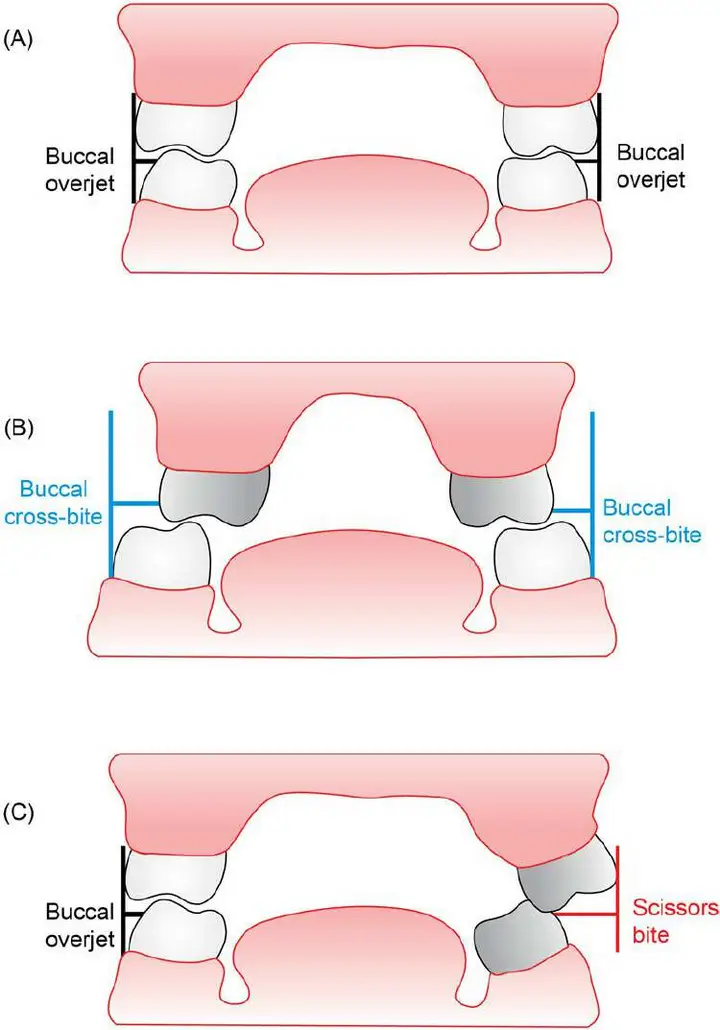 (A)
Buccal
overjet
Buccal
overjet
(B)
Buccal
cross-bite
Buccal
cross-bite
(C)
Buccal
overjet
Scissors
bite